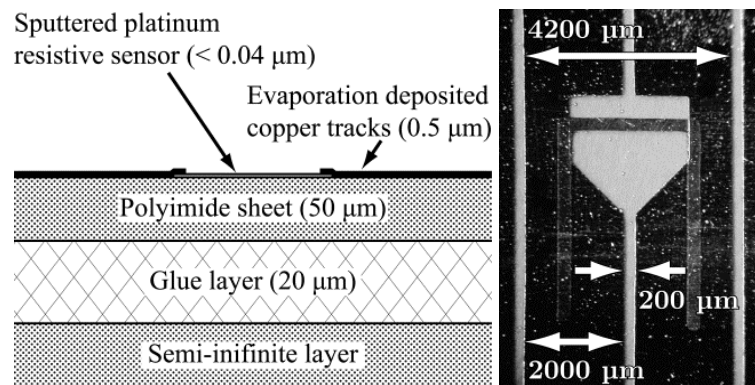 Sputtered platinum
resistive sensor (< 0.04 μm)
Evaporation deposited
copper tracks (0.5 μm)
Polyimide sheet (50 μm)
Glue layer (20 μm)
Semi-inifinite layer
4200 μm
200 μm
2000 μm